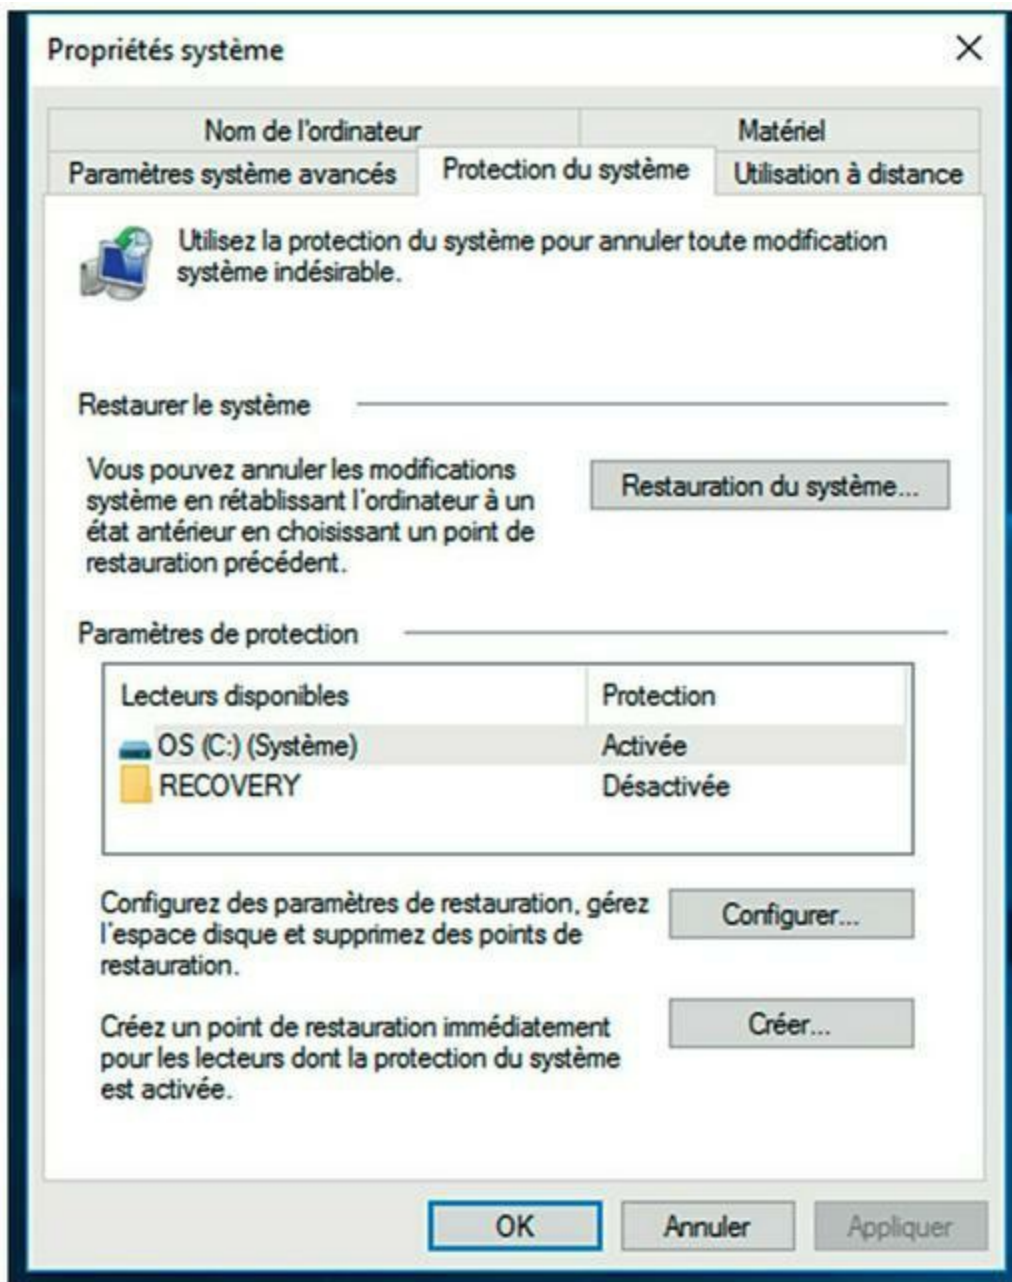 Propriétés système
Nom de l'ordinateur
Matériel
Paramètres système avancés
Protection du système
Utilisation à distance
Utilisez la protection du système pour annuler toute modification
système indésirable.
Restaurer le système
Vous pouvez annuler les modifications
système en rétablissant l'ordinateur à un
état antérieur en choisissant un point de
restauration précédent.
Restauration du système...
Paramètres de protection
Lecteurs disponibles
Protection
OS (C:) (Système)
Activée
RECOVERY
Désactivée
Configurez des paramètres de restauration, gérez
l'espace disque et supprimez des points de
restauration.
Configurer...
Créez un point de restauration immédiatement
pour les lecteurs dont la protection du système
est activée.
Créer...
OK
Annuler
Appliquer